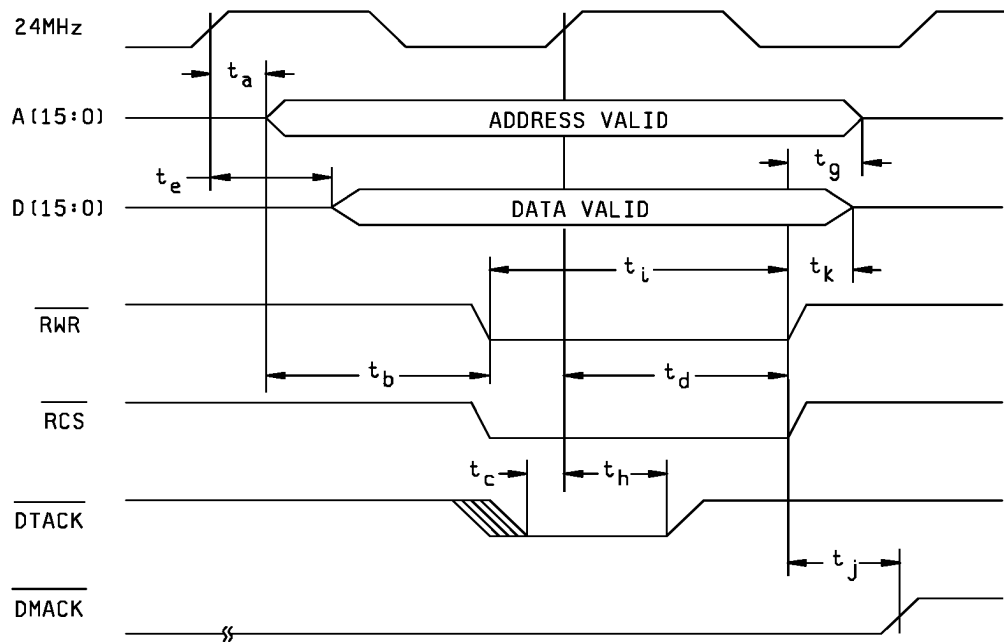 24MHz
t_a
A(15:0)
ADDRESS VALID
t_g
t_e
D(15:0)
DATA VALID
t_i
t_k
RWR
t_b
t_d
RCS
t_c
t_h
DTACK
t_j
DMACK